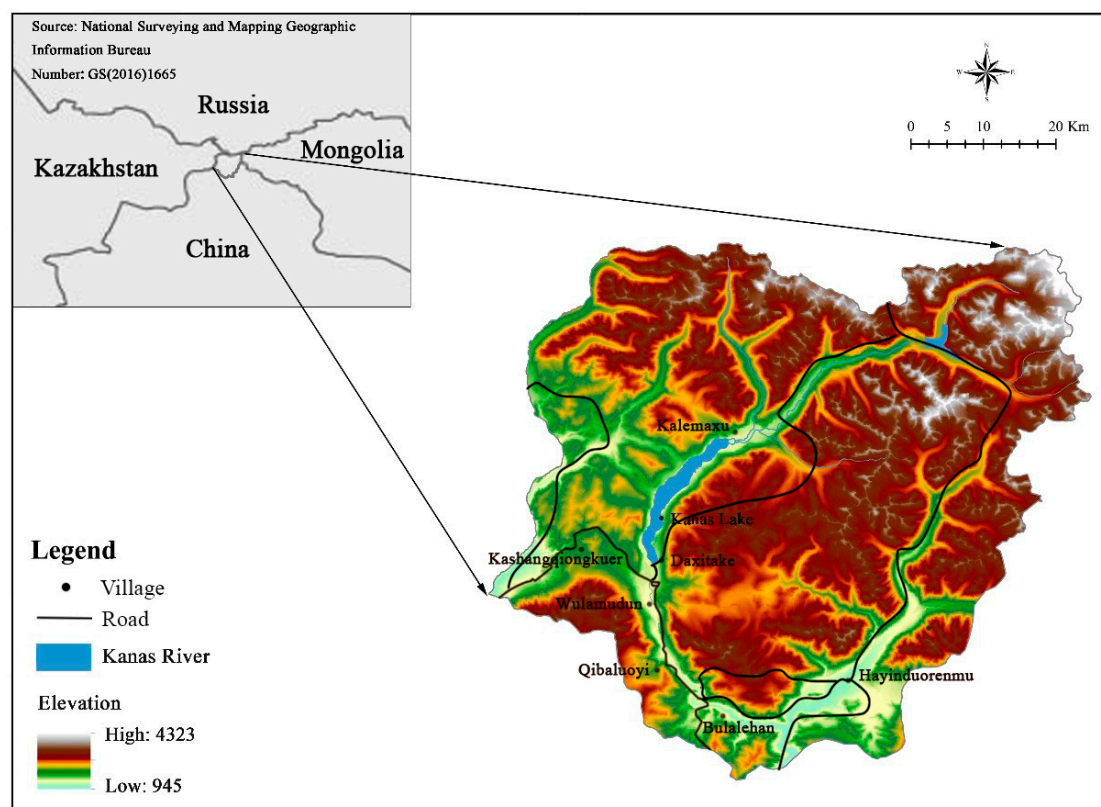 Source: National Surveying and Mapping Geographic
Information Bureau
Number: GS(2016)1665
Russia
Kazakhstan
Mongolia
China
N
W
E
S
0 5 10 20 Km
Kalemaxu
Kanas Lake
Kashangqiongkuer
Daxitake
Wulamudun
Qibaluoyi
Hayinduorenmu
Bulalehan
Legend
Village
Road
Kanas River
Elevation
High: 4323
Low: 945